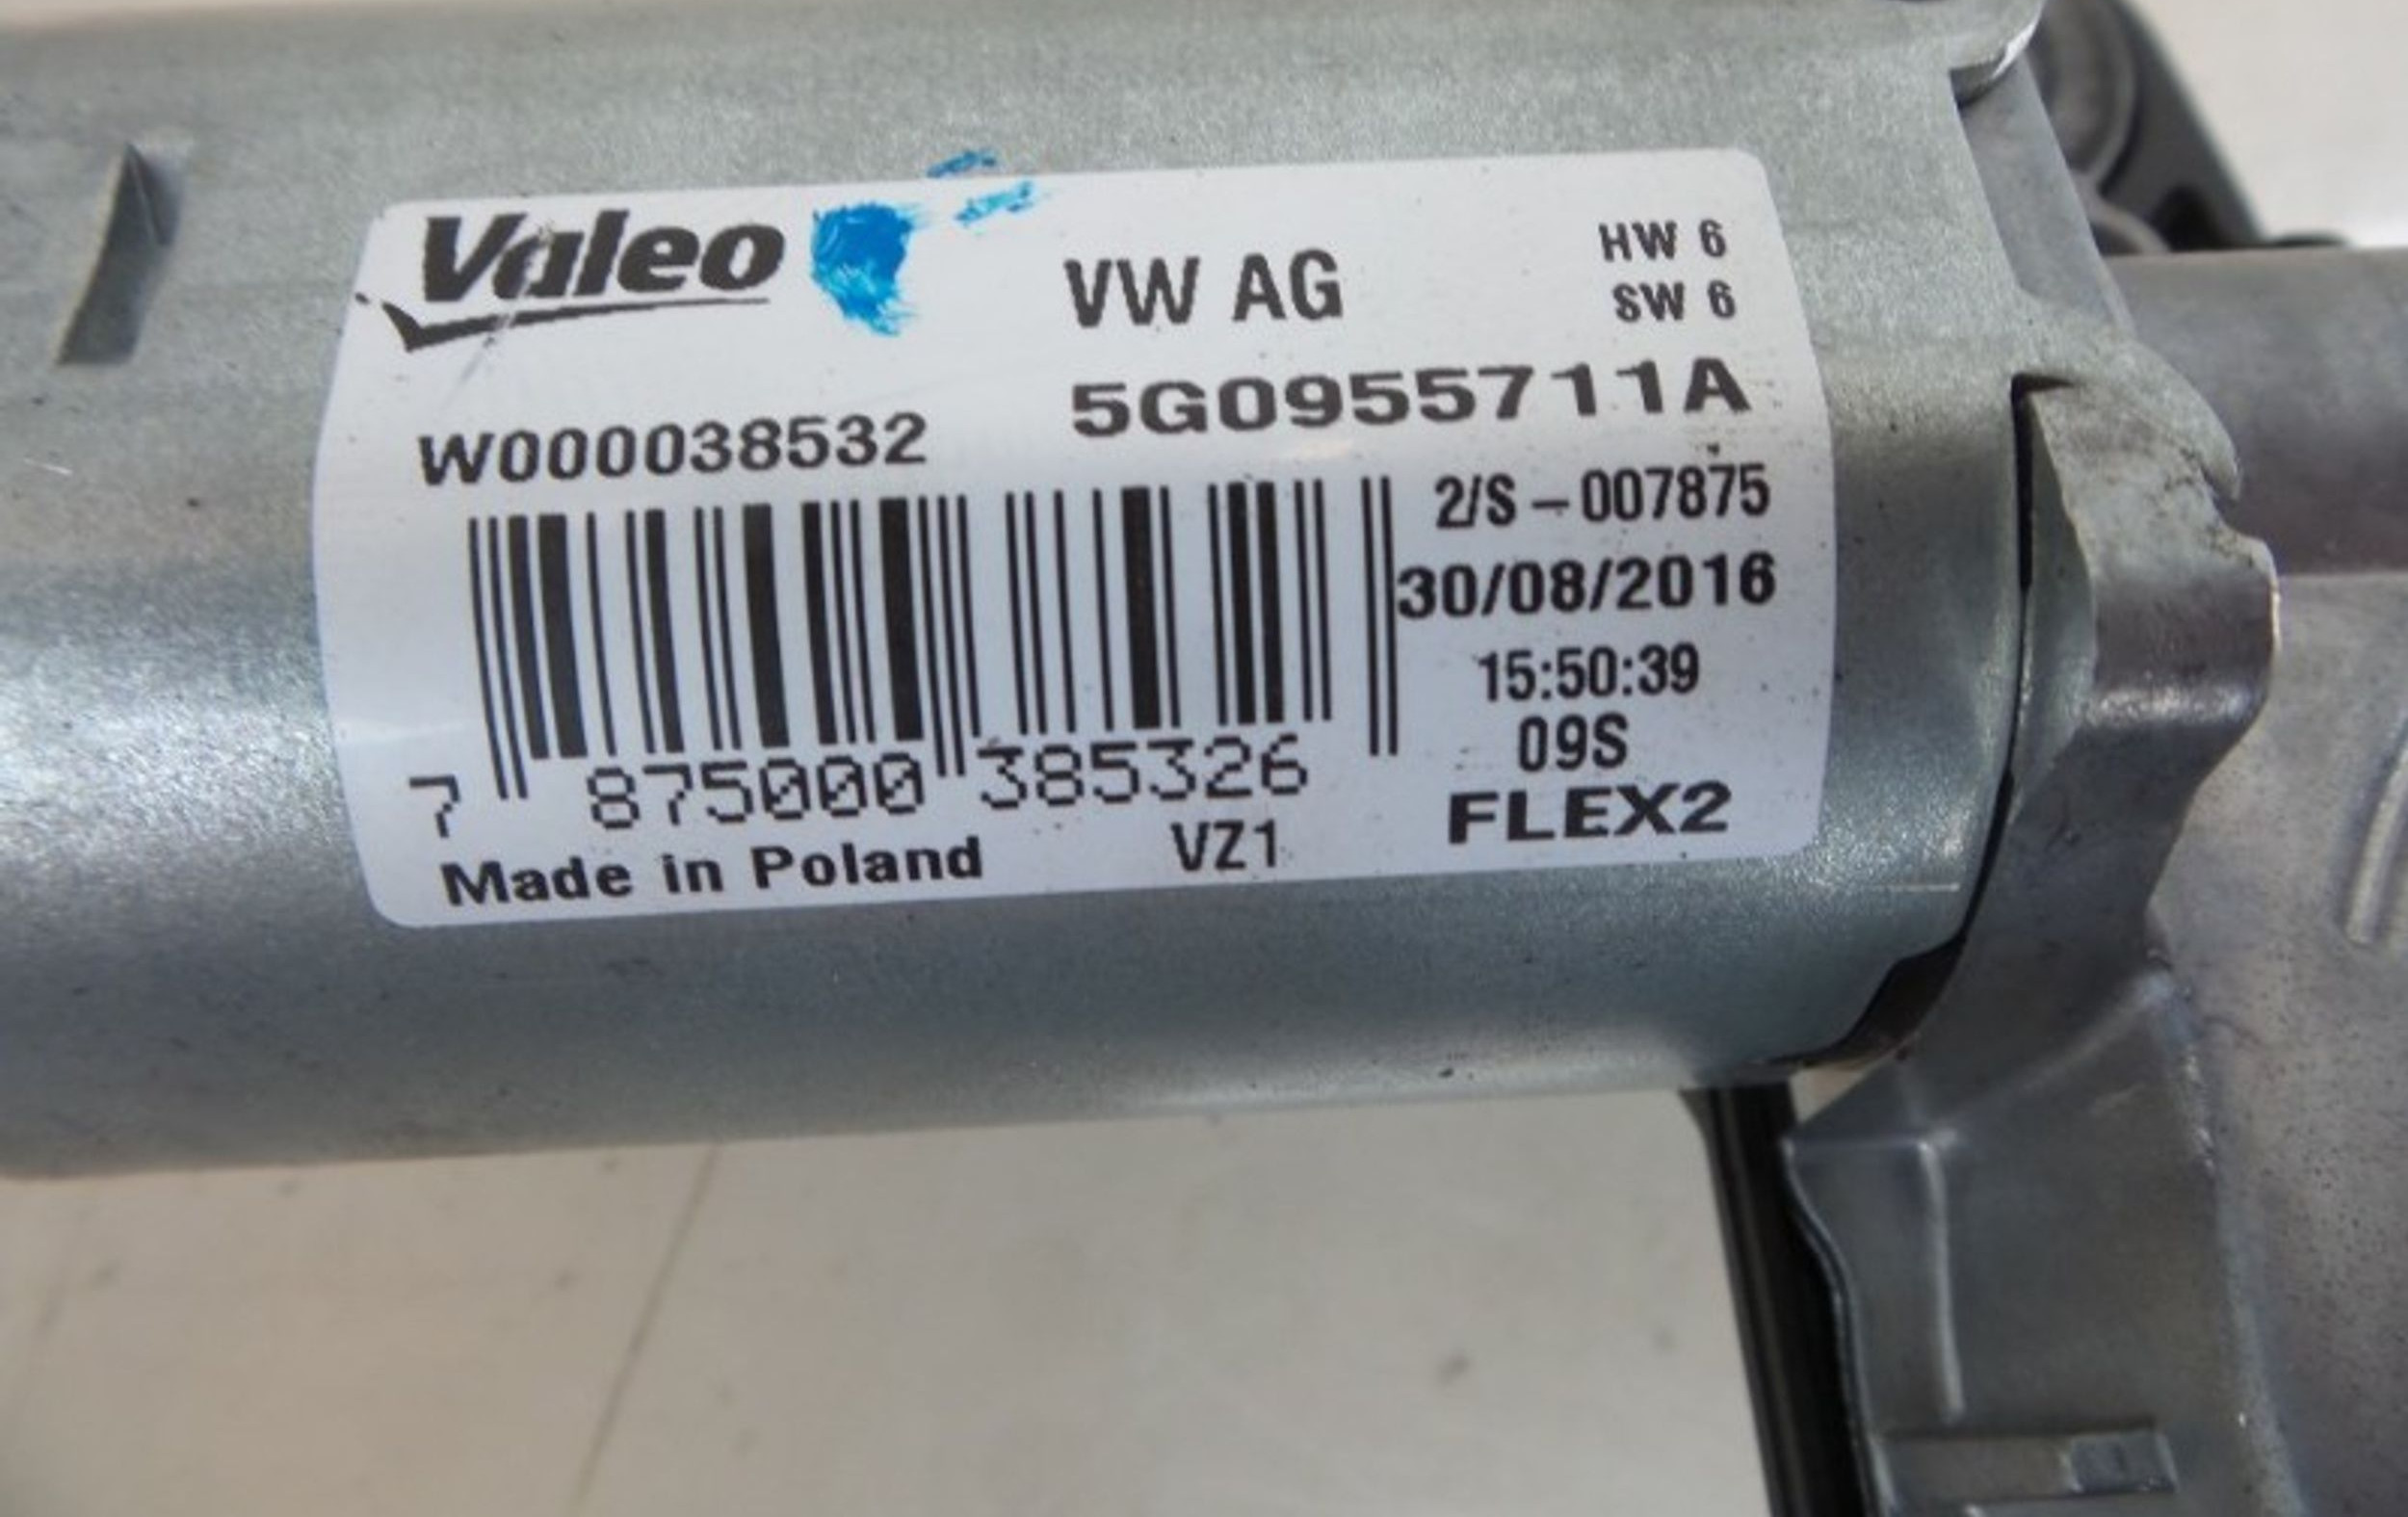 Valeo
VW AG
HW 6
SW 6
5G0955711A
W000038532
2/S-007875
30/08/2016
15:50:39
09S
7 875000 385326
FLEX2
Made in Poland
VZ1